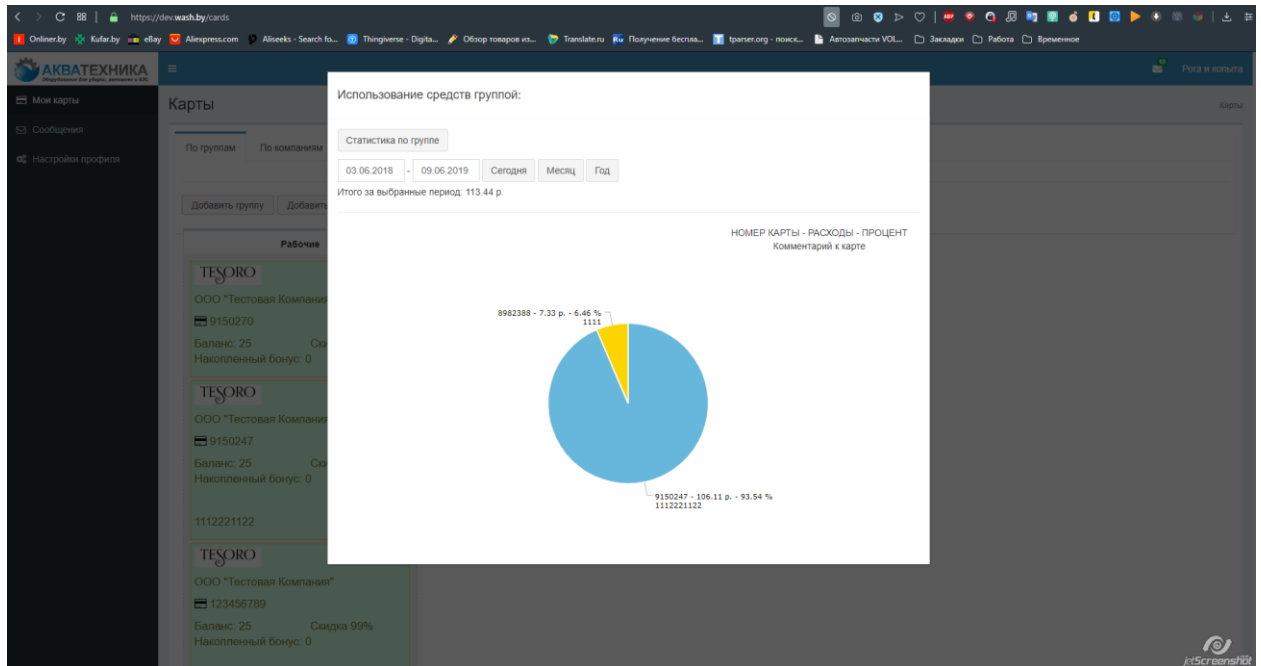 88 https://dev.wash.by/cards
Onliner.by Kufar.by eBay Aliexpress.com Aliseeks - Search fo... Thingiverse - Digita... Обзор товаров из... Translate.ru Получение бесплa... tparser.org - поиск... Автозапчасти VOL... Закладки Работа Временное
АКВАТЕХНИКА
Рога и копыта
Мои карты
Сообщения
Настройки профиля
Карты
Карты
По группам По компаниям
Добавить группу Добавить
Рабочие
TESORO
ООО "Тестовая Компания
9150270
Баланс: 25
Накопленный бонус: 0
TESORO
ООО "Тестовая Компания
9150247
Баланс: 25
Накопленный бонус: 0
1112221122
TESORO
ООО "Тестовая Компания"
123456789
Баланс: 25 Скидка 99%
Накопленный бонус: 0
Использование средств группой:
Статистика по группе
03.06.2018 - 09.06.2019 Сегодня Месяц Год
Итого за выбранные период: 113.44 р.
НОМЕР КАРТЫ - РАСХОДЫ - ПРОЦЕНТ
Комментарий к карте
8982388 - 7.33 р. - 6.46 %
1111
9150247 - 106.11 р. - 93.54 %
1112221122
jetScreenshot